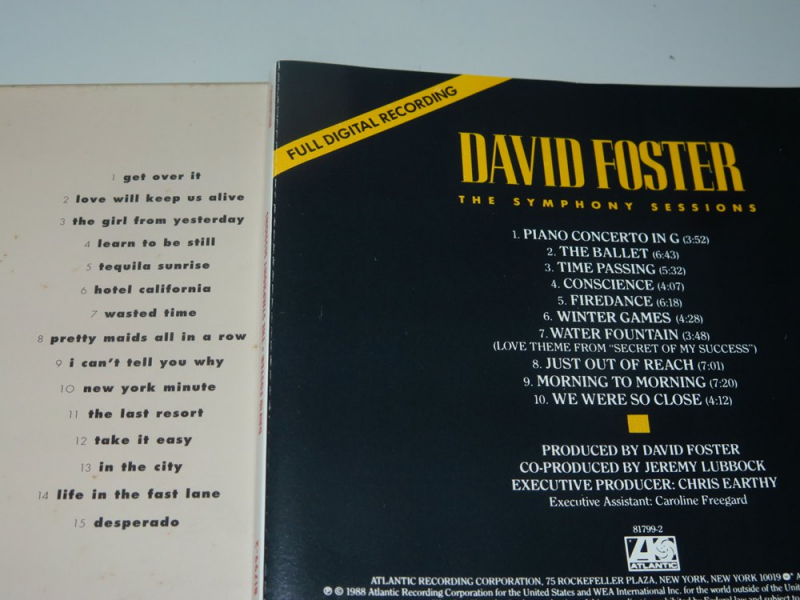 1 get over it
2 love will keep us alive
3 the girl from yesterday
4 learn to be still
5 tequila sunrise
6 hotel california
7 wasted time
8 pretty maids all in a row
9 i can't tell you why
10 new york minute
11 the last resort
12 take it easy
13 in the city
14 life in the fast lane
15 desperado
FULL DIGITAL RECORDING
DAVID FOSTER
THE SYMPHONY SESSIONS
1. PIANO CONCERTO IN G (3:52)
2. THE BALLET (6:43)
3. TIME PASSING (5:32)
4. CONSCIENCE (4:07)
5. FIREDANCE (6:18)
6. WINTER GAMES (4:28)
7. WATER FOUNTAIN (3:48)
(LOVE THEME FROM "SECRET OF MY SUCCESS")
8. JUST OUT OF REACH (7:01)
9. MORNING TO MORNING (7:20)
10. WE WERE SO CLOSE (4:12)
PRODUCED BY DAVID FOSTER
CO-PRODUCED BY JEREMY LUBBOCK
EXECUTIVE PRODUCER: CHRIS EARTHY
Executive Assistant: Caroline Freegard
81799-2
ATLANTIC
ATLANTIC RECORDING CORPORATION, 75 ROCKEFELLER PLAZA, NEW YORK, NEW YORK 10019
℗ © 1988 Atlantic Recording Corporation for the United States and WEA International Inc. for the world outside of the